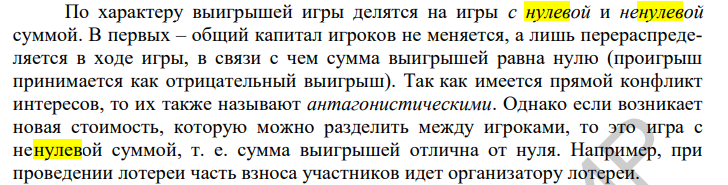 По характеру выигрышей игры делятся на игры с нулевой и ненулевой
суммой. В первых – общий капитал игроков не меняется, а лишь перераспреде-
ляется в ходе игры, в связи с чем сумма выигрышей равна нулю (проигрыш
принимается как отрицательный выигрыш). Так как имеется прямой конфликт
интересов, то их также называют антагонистическими. Однако если возникает
новая стоимость, которую можно разделить между игроками, то это игра с
ненулевой суммой, т. е. сумма выигрышей отлична от нуля. Например, при
проведении лотереи часть взноса участников идет организатору лотереи.